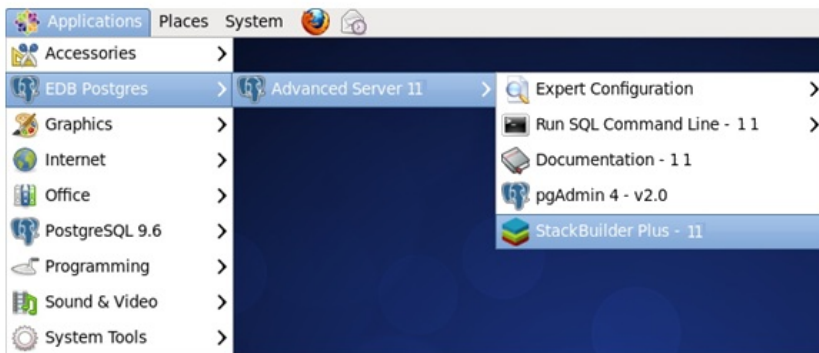 Applications Places System
Accessories
EDB Postgres
Graphics
Internet
Office
PostgreSQL 9.6
Programming
Sound & Video
System Tools
Advanced Server 11
Expert Configuration
Run SQL Command Line - 11
Documentation - 11
pgAdmin 4 - v2.0
StackBuilder Plus - 11